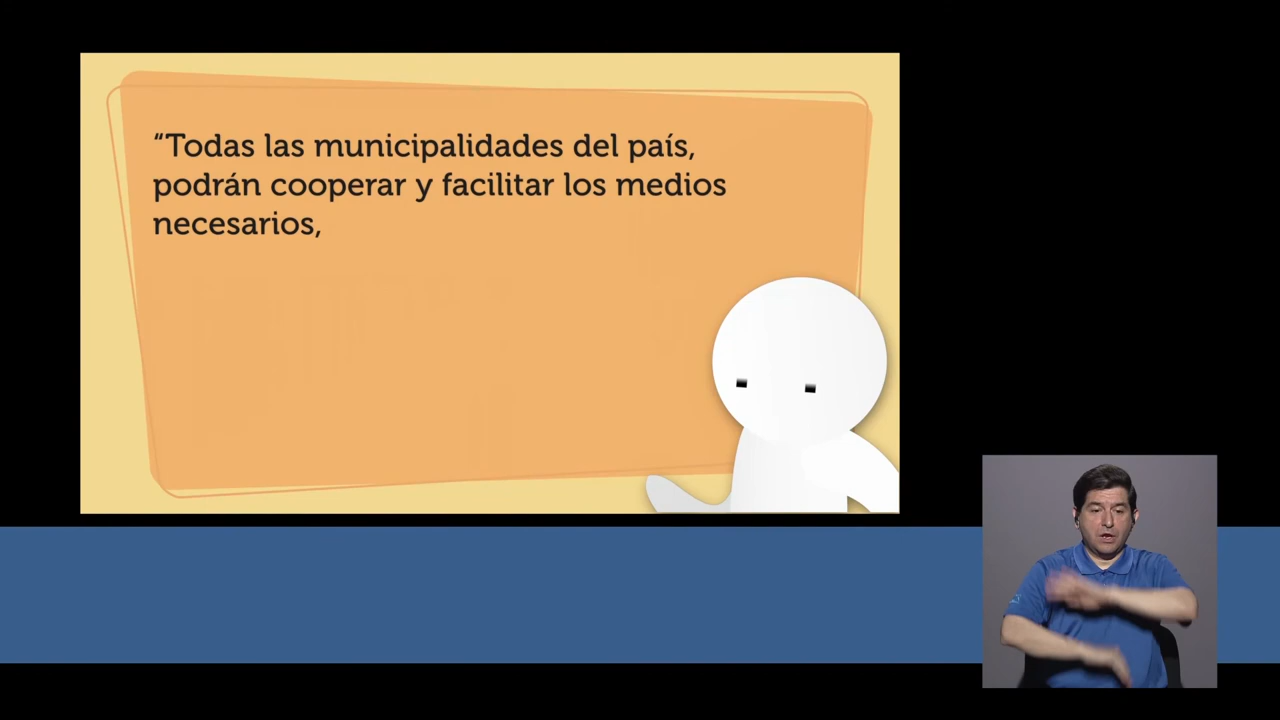 “Todas las municipalidades del país,
podrán cooperar y facilitar los medios
necesarios,